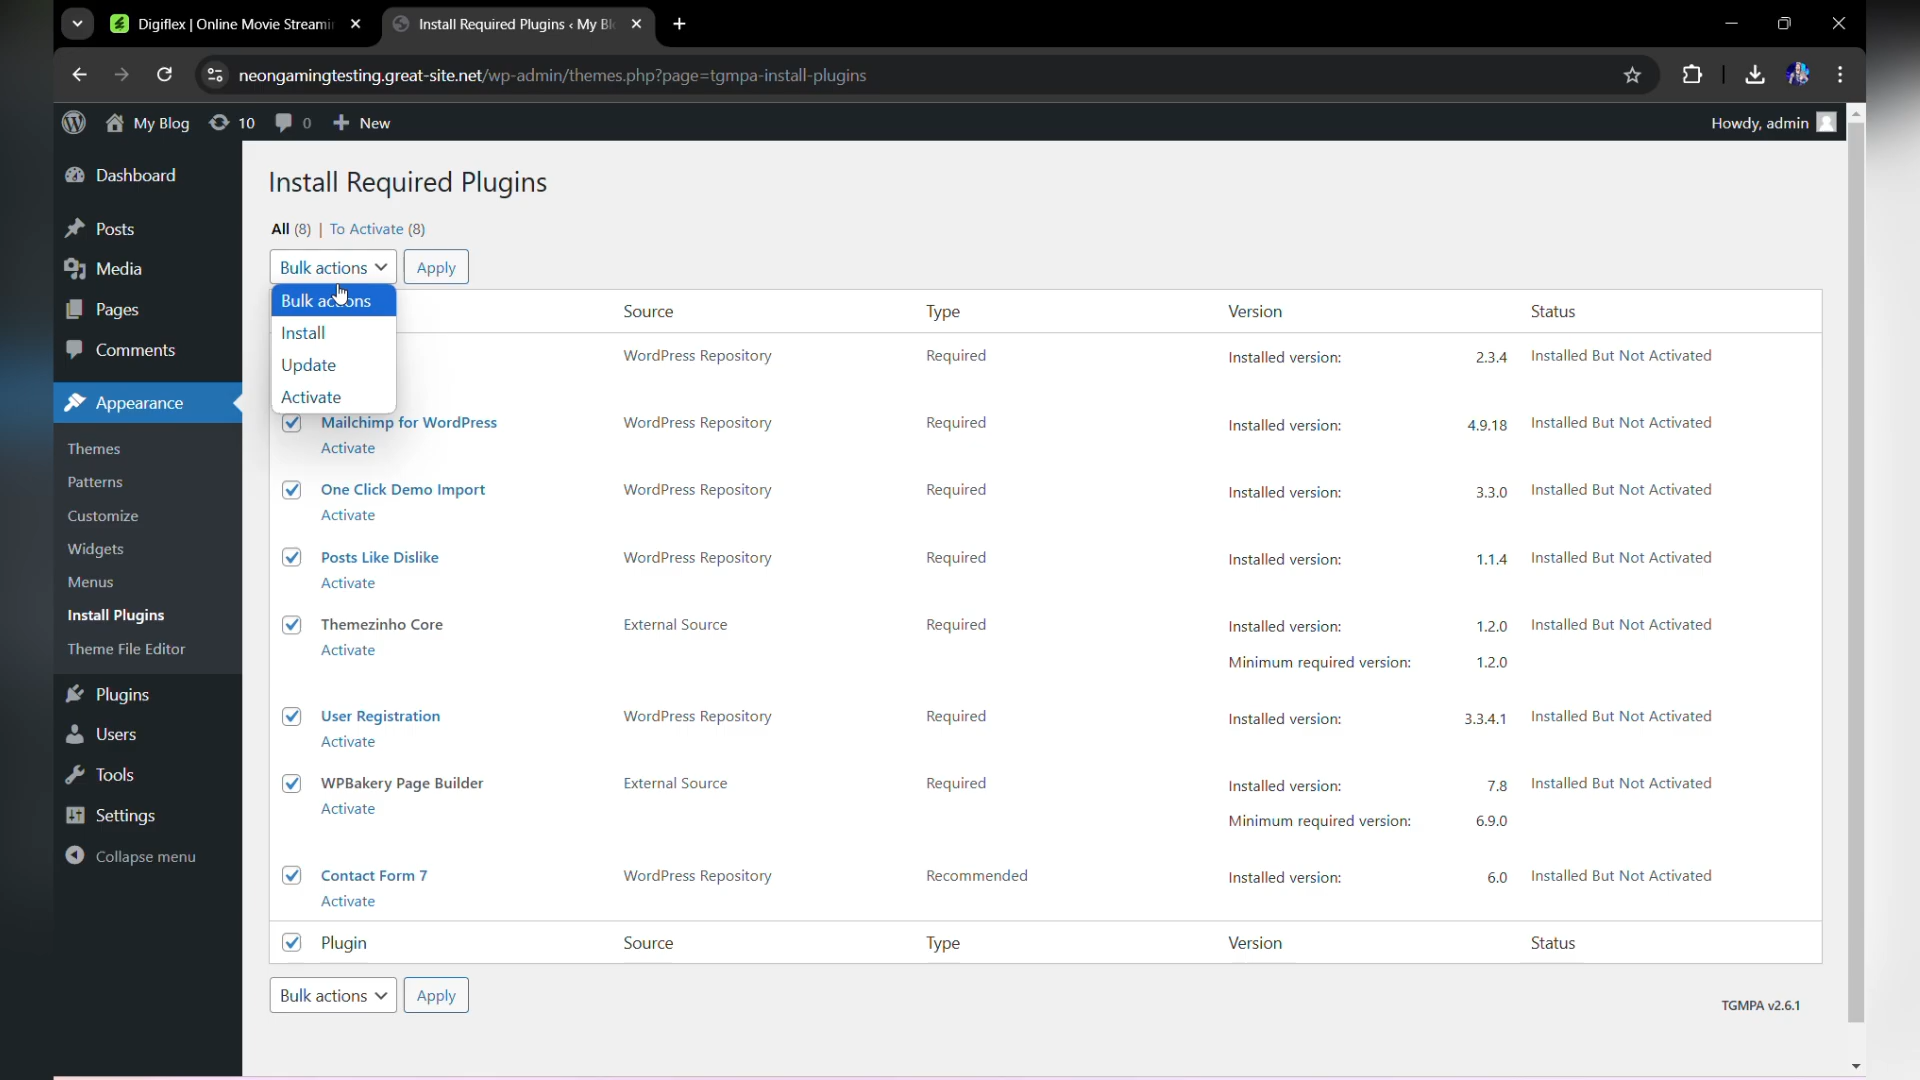 Digiflex | Online Movie Streami
Install Required Plugins ‹ My Bl
neongamingtesting.great-site.net/wp-admin/themes.php?page=tgmpa-install-plugins
My Blog
10
0
New
Howdy, admin
Dashboard
Posts
Media
Pages
Comments
Appearance
Themes
Patterns
Customize
Widgets
Menus
Install Plugins
Theme File Editor
Plugins
Users
Tools
Settings
Collapse menu
Install Required Plugins
All (8) | To Activate (8)
Bulk actions
Apply
Bulk actions
Install
Update
Activate
Source Type Version Status
WordPress Repository Required Installed version: 2.3.4 Installed But Not Activated
Mailchimp for WordPress WordPress Repository Required Installed version: 4.9.18 Installed But Not Activated
Activate
One Click Demo Import WordPress Repository Required Installed version: 3.3.0 Installed But Not Activated
Activate
Posts Like Dislike WordPress Repository Required Installed version: 1.1.4 Installed But Not Activated
Activate
Themezinho Core External Source Required Installed version: 1.2.0 Installed But Not Activated
Activate
Minimum required version: 1.2.0
User Registration WordPress Repository Required Installed version: 3.3.4.1 Installed But Not Activated
Activate
WPBakery Page Builder External Source Required Installed version: 7.8 Installed But Not Activated
Activate
Minimum required version: 6.9.0
Contact Form 7 WordPress Repository Recommended Installed version: 6.0 Installed But Not Activated
Activate
Plugin Source Type Version Status
Bulk actions
Apply
TGMPA v2.6.1